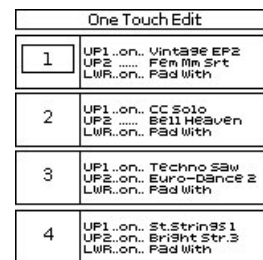 One Touch Edit
1
UP1..on.. Vintage EP2
UP2 ...... Fem Mm Srt
LWR..on.. Pad With
2
UP1..on.. CC Solo
UP2 ...... Bell Heaven
LWR..on.. Pad With
3
UP1..on.. Techno Saw
UP2..on.. Euro-Dance 2
LWR..on.. Pad With
4
UP1..on.. St.Strings 1
UP2..on.. Bright Str.3
LWR..on.. Pad With